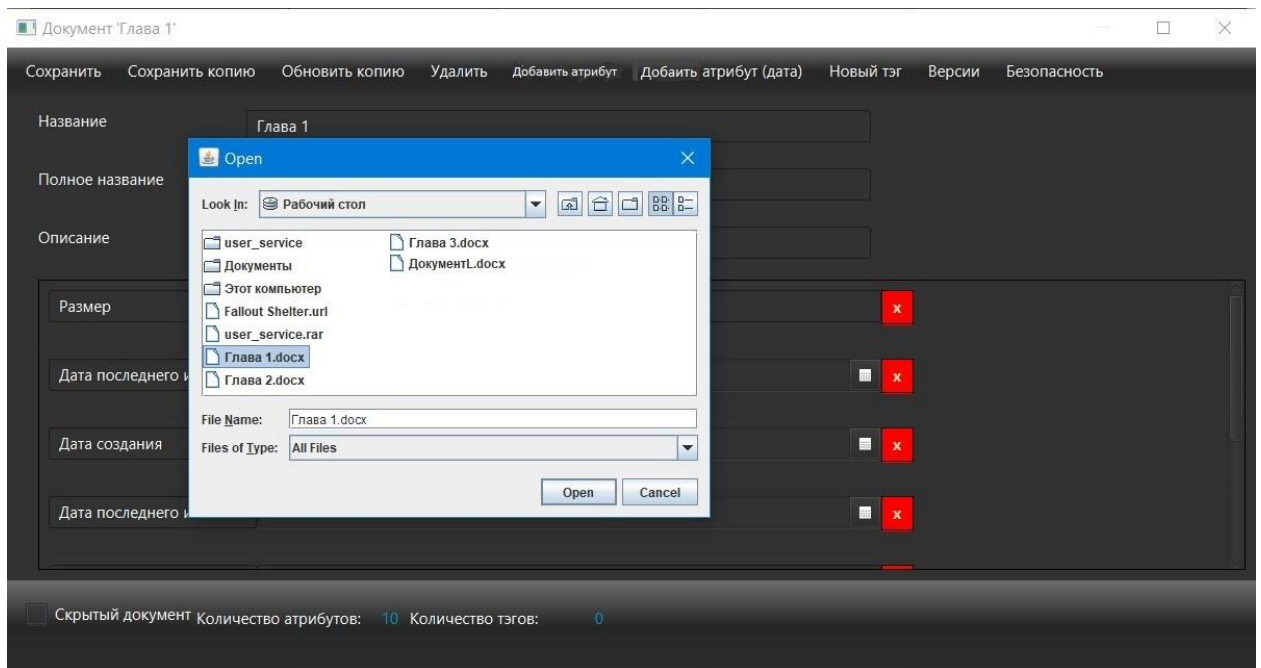 Документ 'Глава 1'
Сохранить Сохранить копию Обновить копию Удалить Добавить атрибут Добаить атрибут (дата) Новый тэг Версии Безопасность
Название Глава 1
Open
Полное название
Look In: Рабочий стол
Описание
user_service Глава 3.docx
Документы ДокументL.docx
Этот компьютер
Размер x
Fallout Shelter.url
user_service.rar
Глава 1.docx
Дата последнего x
Глава 2.docx
File Name: Глава 1.docx
Дата создания x
Files of Type: All Files
Open Cancel
Дата последнего x
Скрытый документ Количество атрибутов: 10 Количество тэгов: 0